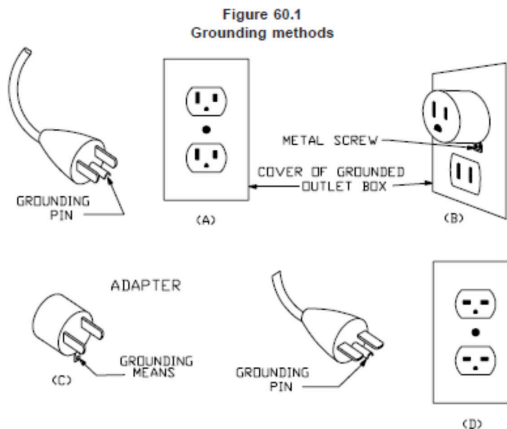 Figure 60.1
Grounding methods
METAL SCREW
COVER OF GROUNDED
OUTLET BOX
GROUNDING
PIN
(A)
(B)
ADAPTER
GROUNDING
MEANS
(C)
GROUNDING
PIN
(D)